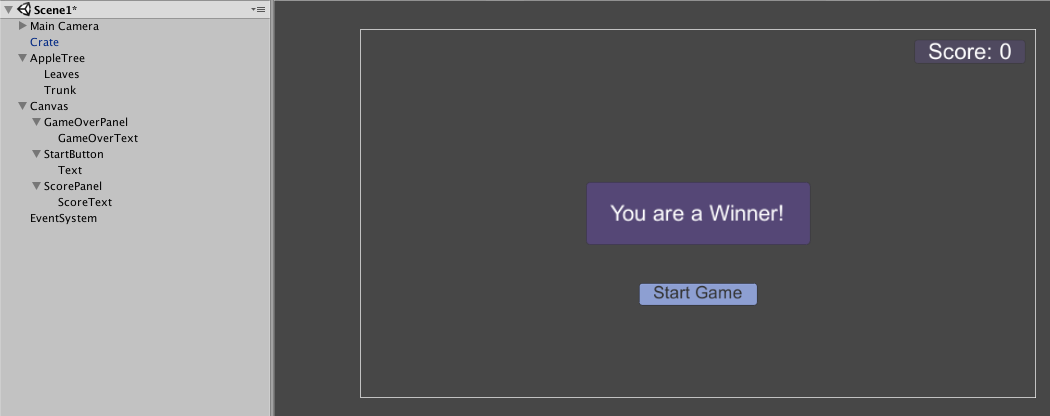 Scene1*
Main Camera
Crate
AppleTree
Leaves
Trunk
Canvas
GameOverPanel
GameOverText
StartButton
Text
ScorePanel
ScoreText
EventSystem
Score: 0
You are a Winner!
Start Game